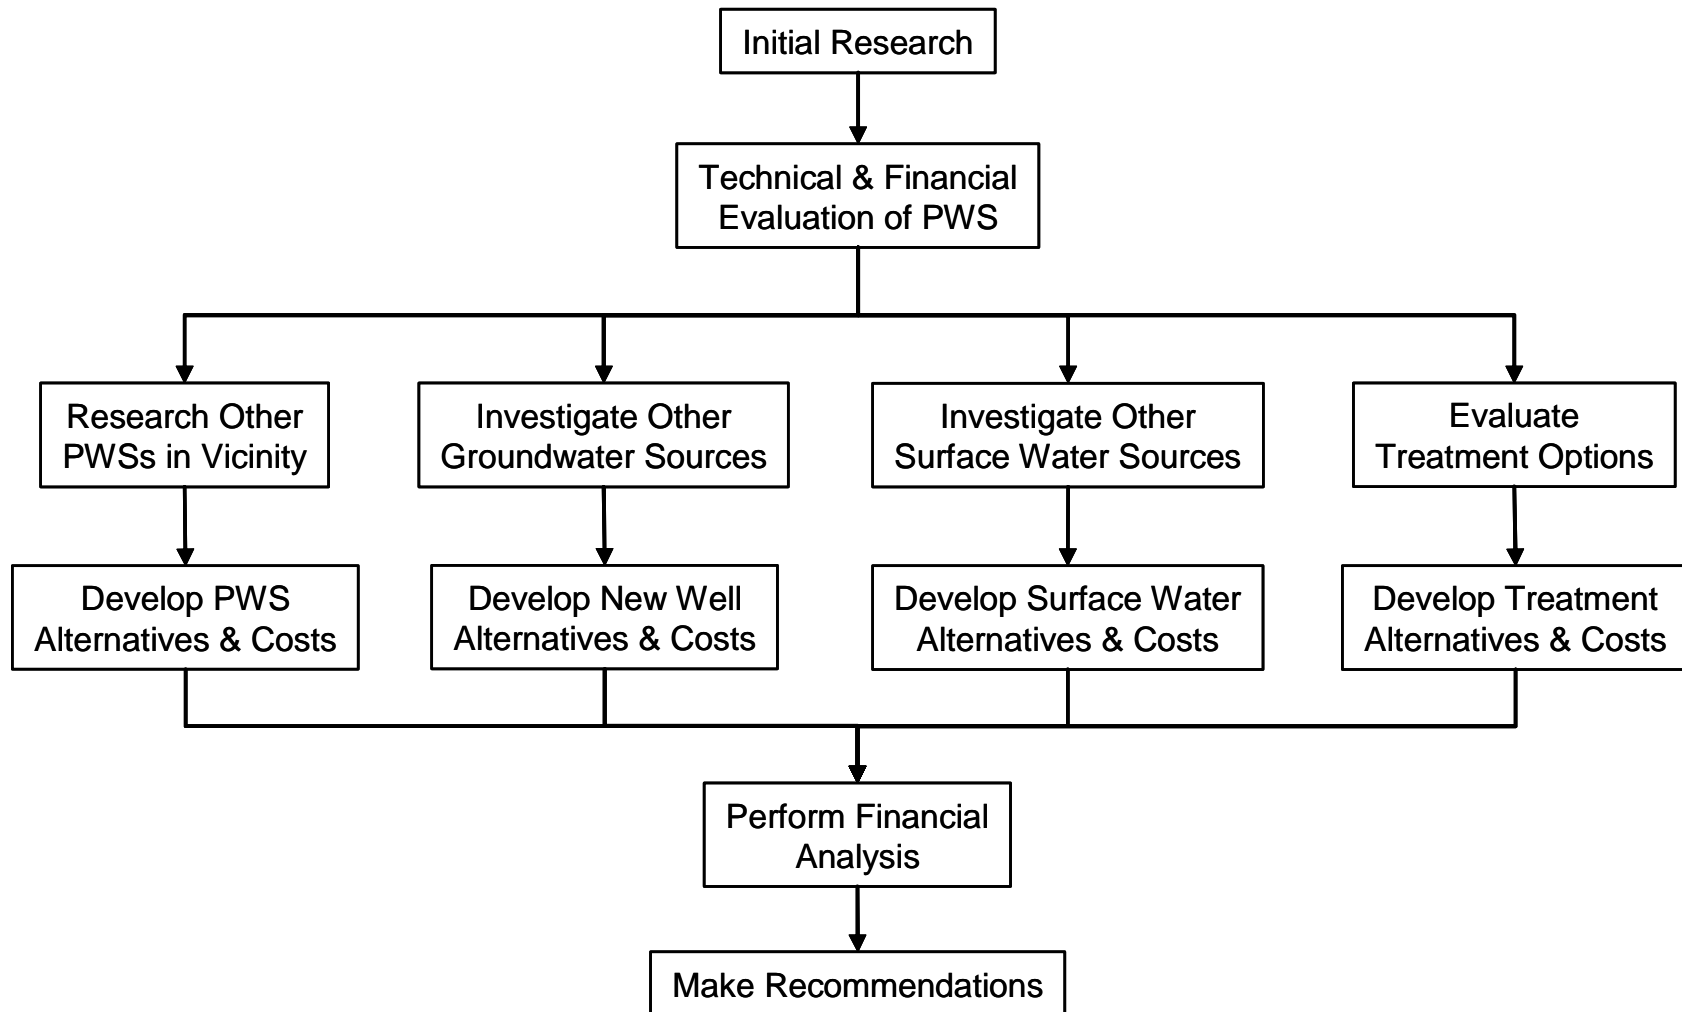 Initial Research
Technical & Financial
Evaluation of PWS
Research Other
PWSs in Vicinity
Investigate Other
Groundwater Sources
Investigate Other
Surface Water Sources
Evaluate
Treatment Options
Develop PWS
Alternatives & Costs
Develop New Well
Alternatives & Costs
Develop Surface Water
Alternatives & Costs
Develop Treatment
Alternatives & Costs
Perform Financial
Analysis
Make Recommendations